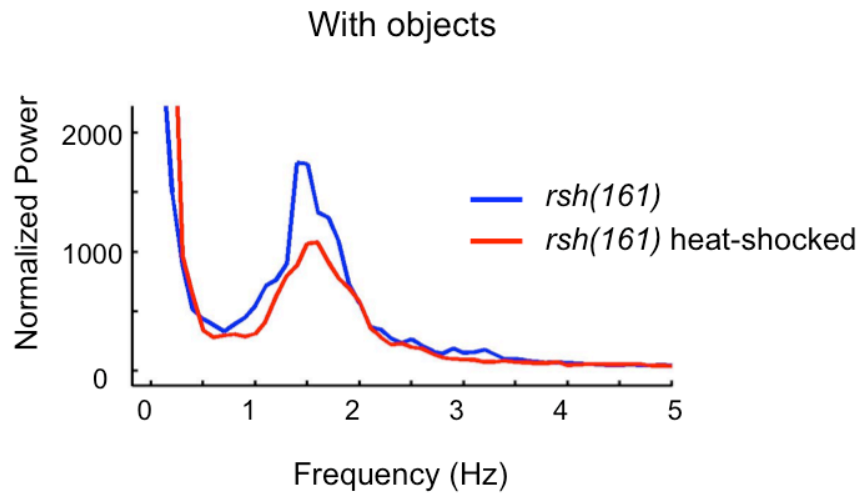 With objects
Normalized Power
2000
1000
0
rsh(161)
rsh(161) heat-shocked
0 1 2 3 4 5
Frequency (Hz)